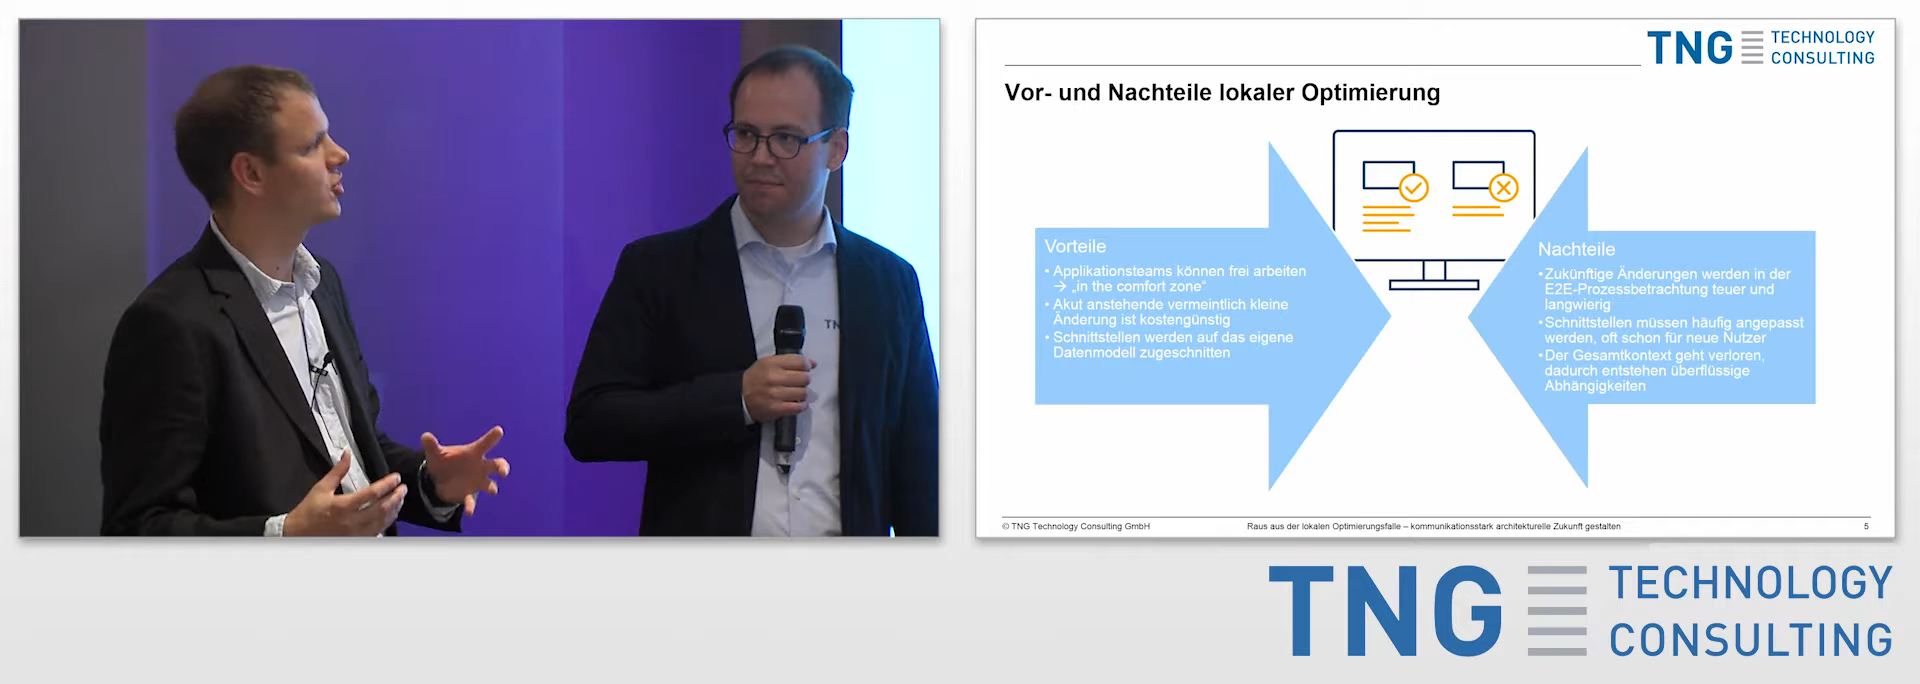 TN
TNG TECHNOLOGY
CONSULTING
Vor- und Nachteile lokaler Optimierung
Vorteile
• Applikationsteams können frei arbeiten
→ „in the comfort zone“
• Akut anstehende vermeintlich kleine
Änderung ist kostengünstig
• Schnittstellen werden auf das eigene
Datenmodell zugeschnitten
Nachteile
•Zukünftige Änderungen werden in der
E2E-Prozessbetrachtung teuer und
langwierig
•Schnittstellen müssen häufig angepasst
werden, oft schon für neue Nutzer
•Der Gesamtkontext geht verloren,
dadurch entstehen überflüssige
Abhängigkeiten
© TNG Technology Consulting GmbH
Raus aus der lokalen Optimierungsfalle – kommunikationsstark architekturelle Zukunft gestalten
5
TNG TECHNOLOGY
CONSULTING